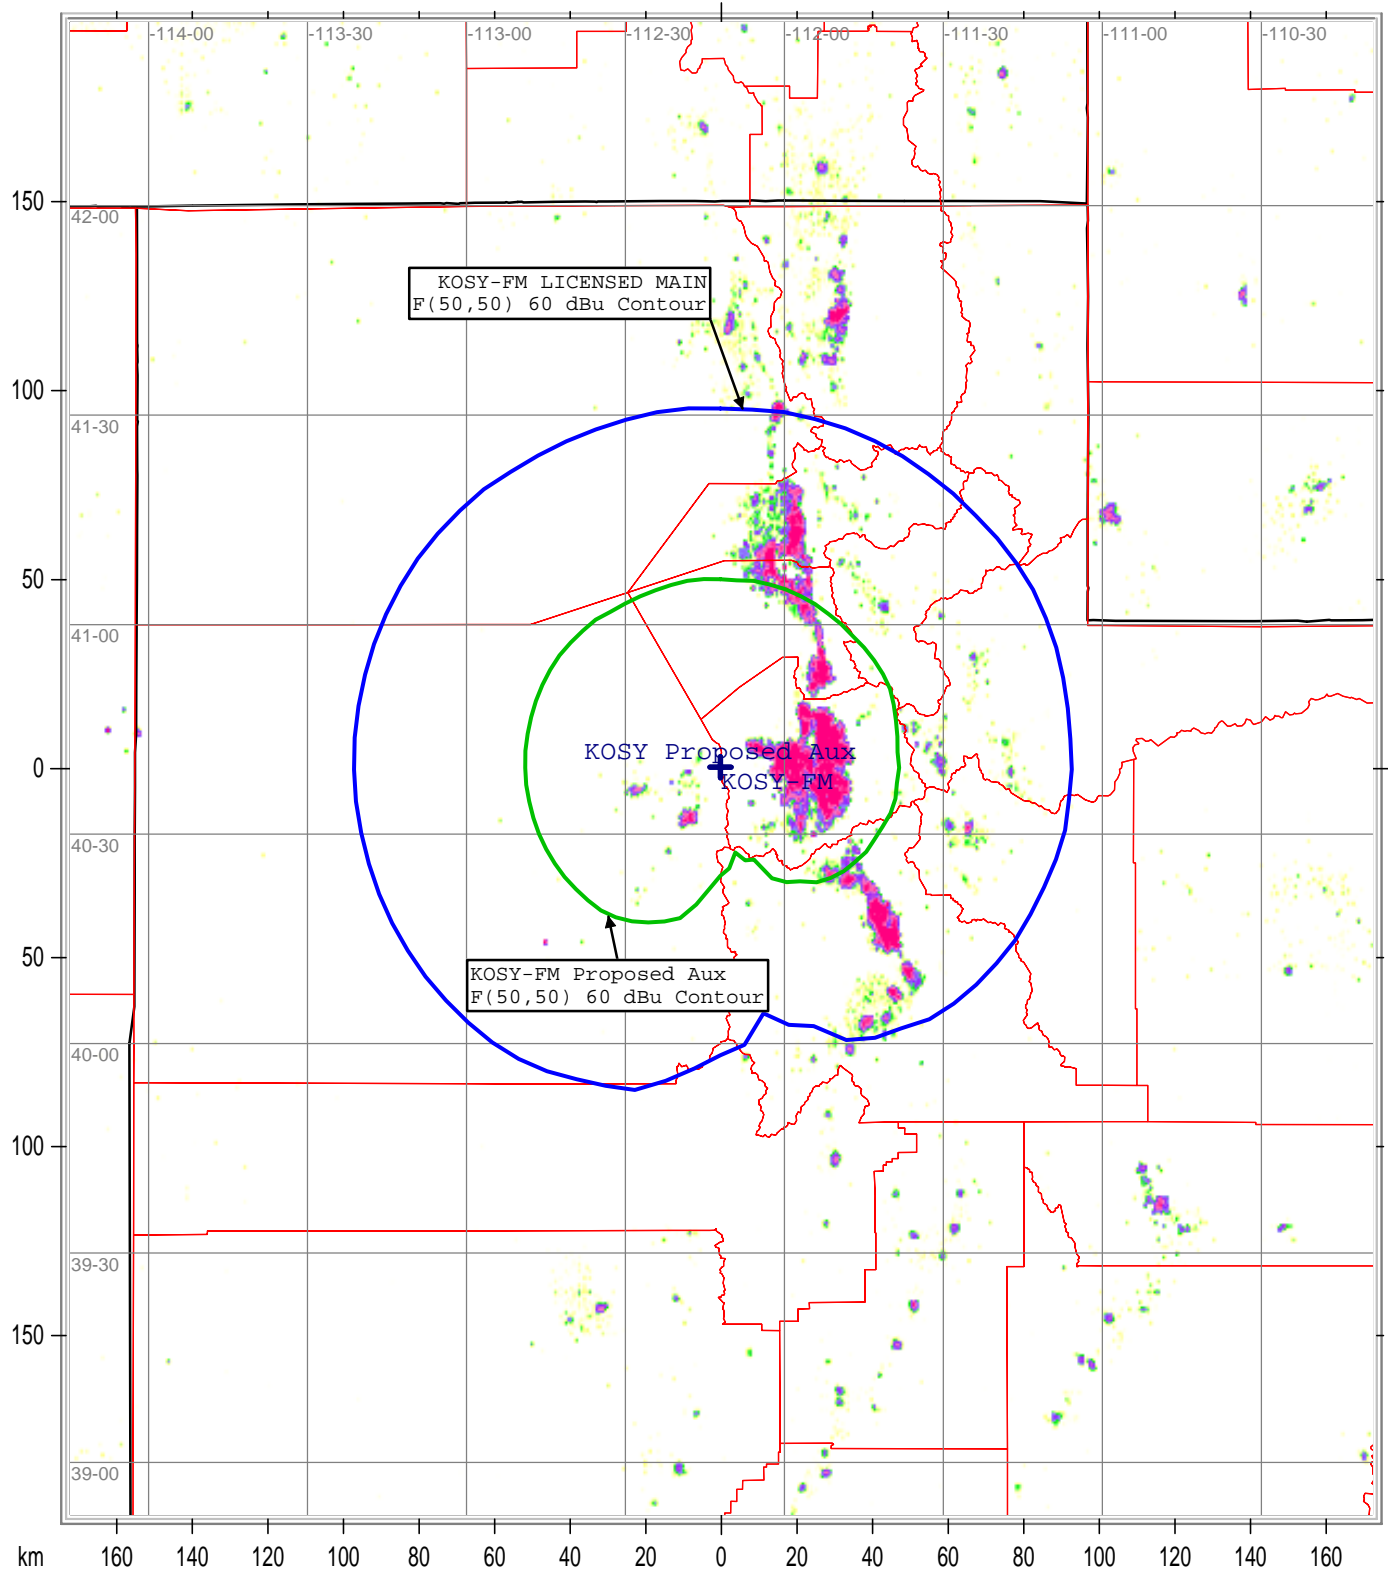 -114-00 -113-30 -113-00 -112-30 -112-00 -111-30 -111-00 -110-30
150
42-00
KOSY-FM LICENSED MAIN
F(50,50) 60 dBu Contour
100
41-30
50
41-00
KOSY Proposed Aux
0
KOSY-FM
40-30
50
KOSY-FM Proposed Aux
F(50,50) 60 dBu Contour
40-00
100
39-30
150
39-00
km 160 140 120 100 80 60 40 20 0 20 40 60 80 100 120 140 160